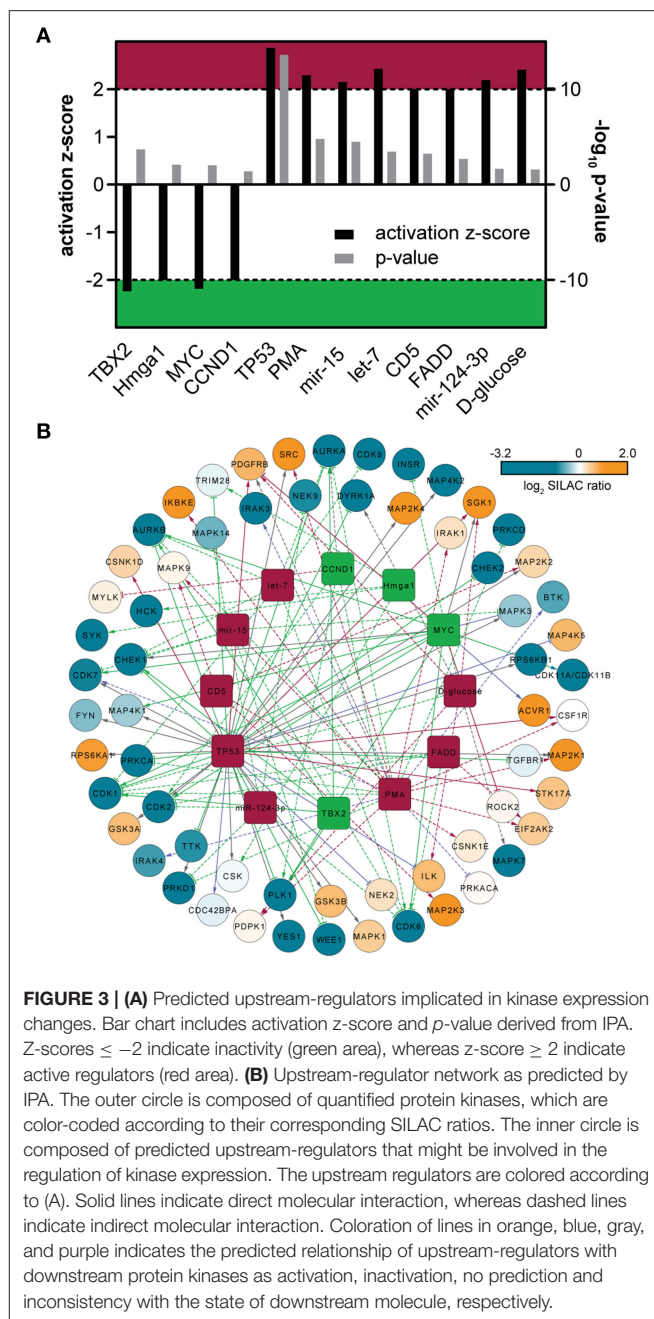 A
activation z-score
2
1
0
-1
-2
10
0
-10
-log10 p-value
activation z-score
p-value
TBX2
Hmga1
MYC
CCND1
TP53
PMA
mir-15
let-7
CD5
FADD
mir-124-3p
D-glucose
B
-3.2 0 2.0
log2 SILAC ratio
AURKA
CDK8
SRC
INSR
PDGFRB
MAP4K2
TRIM28
NEK9
DYRK1A
SGK1
IKBKE
IRAK3
MAP2K4
PRKCD
AURKB
MAPK14
IRAK1
CHEK2
CSNK1D
MAPK9
CCND1
MAP2K2
MYLK
let-7
Hmga1
BTK
HCK
MAPK3
SYK
mir-15
MYC
MAP4K5
CHEK1
RPS6KB1
CDK7
CDK11A/CDK11B
CD5
D-glucose
FYN
MAP4K1
ACVR1
CSF1R
RPS6KA1
TP53
FADD
TGFBR1
MAP2K1
PRKCA
CDK1
CDK2
miR-124-3p
PMA
STK17A
TBX2
ROCK2
GSK3A
EIF2AK2
TTK
CSNK1E
IRAK4
MAPK7
CSK
ILK
PRKD1
PLK1
NEK2
PRKACA
CDC42BPA
GSK3B
MAP2K3
PDPK1
YES1
WEE1
MAPK1
CDK6
FIGURE 3 | (A) Predicted upstream-regulators implicated in kinase expression
changes. Bar chart includes activation z-score and p-value derived from IPA.
Z-scores ≤ −2 indicate inactivity (green area), whereas z-score ≥ 2 indicate
active regulators (red area). (B) Upstream-regulator network as predicted by
IPA. The outer circle is composed of quantified protein kinases, which are
color-coded according to their corresponding SILAC ratios. The inner circle is
composed of predicted upstream-regulators that might be involved in the
regulation of kinase expression. The upstream regulators are colored according
to (A). Solid lines indicate direct molecular interaction, whereas dashed lines
indicate indirect molecular interaction. Coloration of lines in orange, blue, gray,
and purple indicates the predicted relationship of upstream-regulators with
downstream protein kinases as activation, inactivation, no prediction and
inconsistency with the state of downstream molecule, respectively.